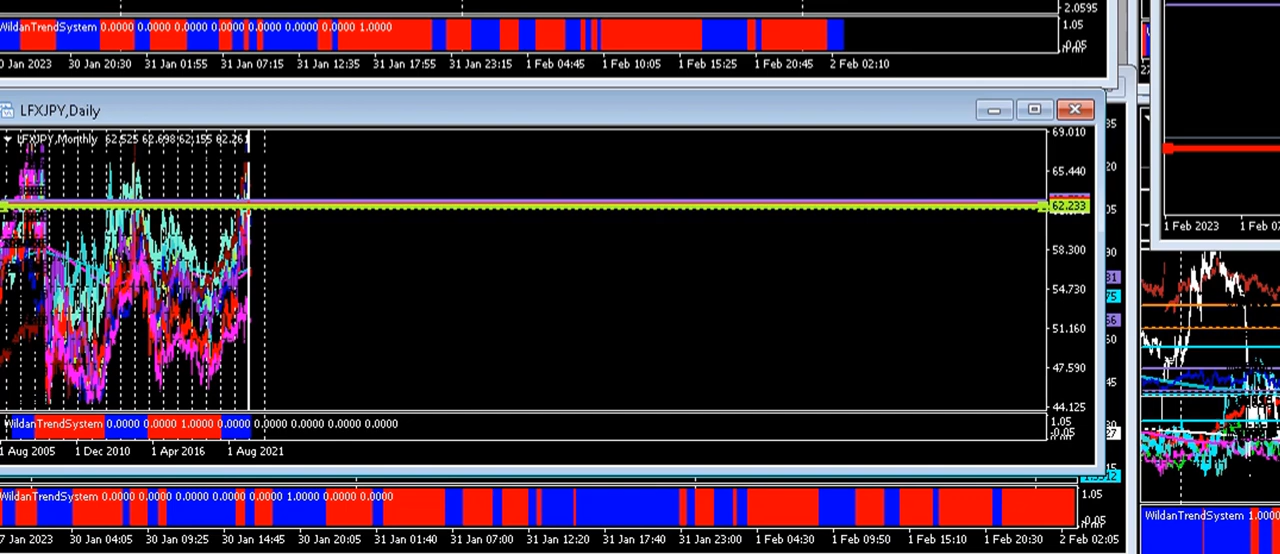 2.0595
WildanTrendSystem 0.0000 0.0000 0.0000 0.0000 0.0000 0.0000 0.0000 1.0000
1.05
-0.05
30 Jan 20:30 31 Jan 01:55 31 Jan 07:15 31 Jan 12:35 31 Jan 17:55 31 Jan 23:15 1 Feb 04:45 1 Feb 10:05 1 Feb 15:25 1 Feb 20:45 2 Feb 02:10
LFXJPY,Daily
LFXJPY,Monthly 62.525 62.698 62.155 62.261
69.010
65.440
62.233
58.300
54.730
51.160
47.590
44.125
WildanTrendSystem 0.0000 0.0000 1.0000 0.0000 0.0000 0.0000 0.0000 0.0000
1.05
-0.05
1 Aug 2005 1 Dec 2010 1 Apr 2016 1 Aug 2021
WildanTrendSystem 0.0000 0.0000 0.0000 0.0000 0.0000 1.0000 0.0000 0.0000
1.05
-0.05
30 Jan 04:05 30 Jan 09:25 30 Jan 14:45 30 Jan 20:05 31 Jan 01:25 31 Jan 07:00 31 Jan 12:20 31 Jan 17:40 31 Jan 23:00 1 Feb 04:30 1 Feb 09:50 1 Feb 15:10 1 Feb 20:30 2 Feb 02:05
1 Feb 2023
WildanTrendSystem